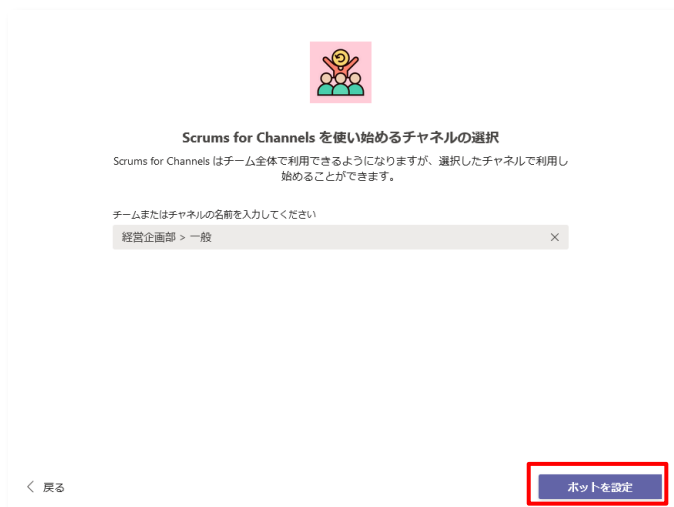 Scrums for Channels を使い始めるチャネルの選択
Scrums for Channels はチーム全体で利用できるようになりますが、選択したチャネルで利用し
始めることができます。
チームまたはチャネルの名前を入力してください
経営企画部 > 一般
戻る
ボットを設定